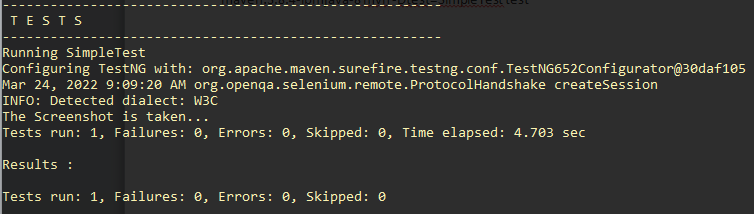 -------------------------------------------------------
 T E S T S
-------------------------------------------------------
Running SimpleTest
Configuring TestNG with: org.apache.maven.surefire.testng.conf.TestNG652Configurator@30daf105
Mar 24, 2022 9:09:20 AM org.openqa.selenium.remote.ProtocolHandshake createSession
INFO: Detected dialect: W3C
The Screenshot is taken...
Tests run: 1, Failures: 0, Errors: 0, Skipped: 0, Time elapsed: 4.703 sec

Results :

Tests run: 1, Failures: 0, Errors: 0, Skipped: 0